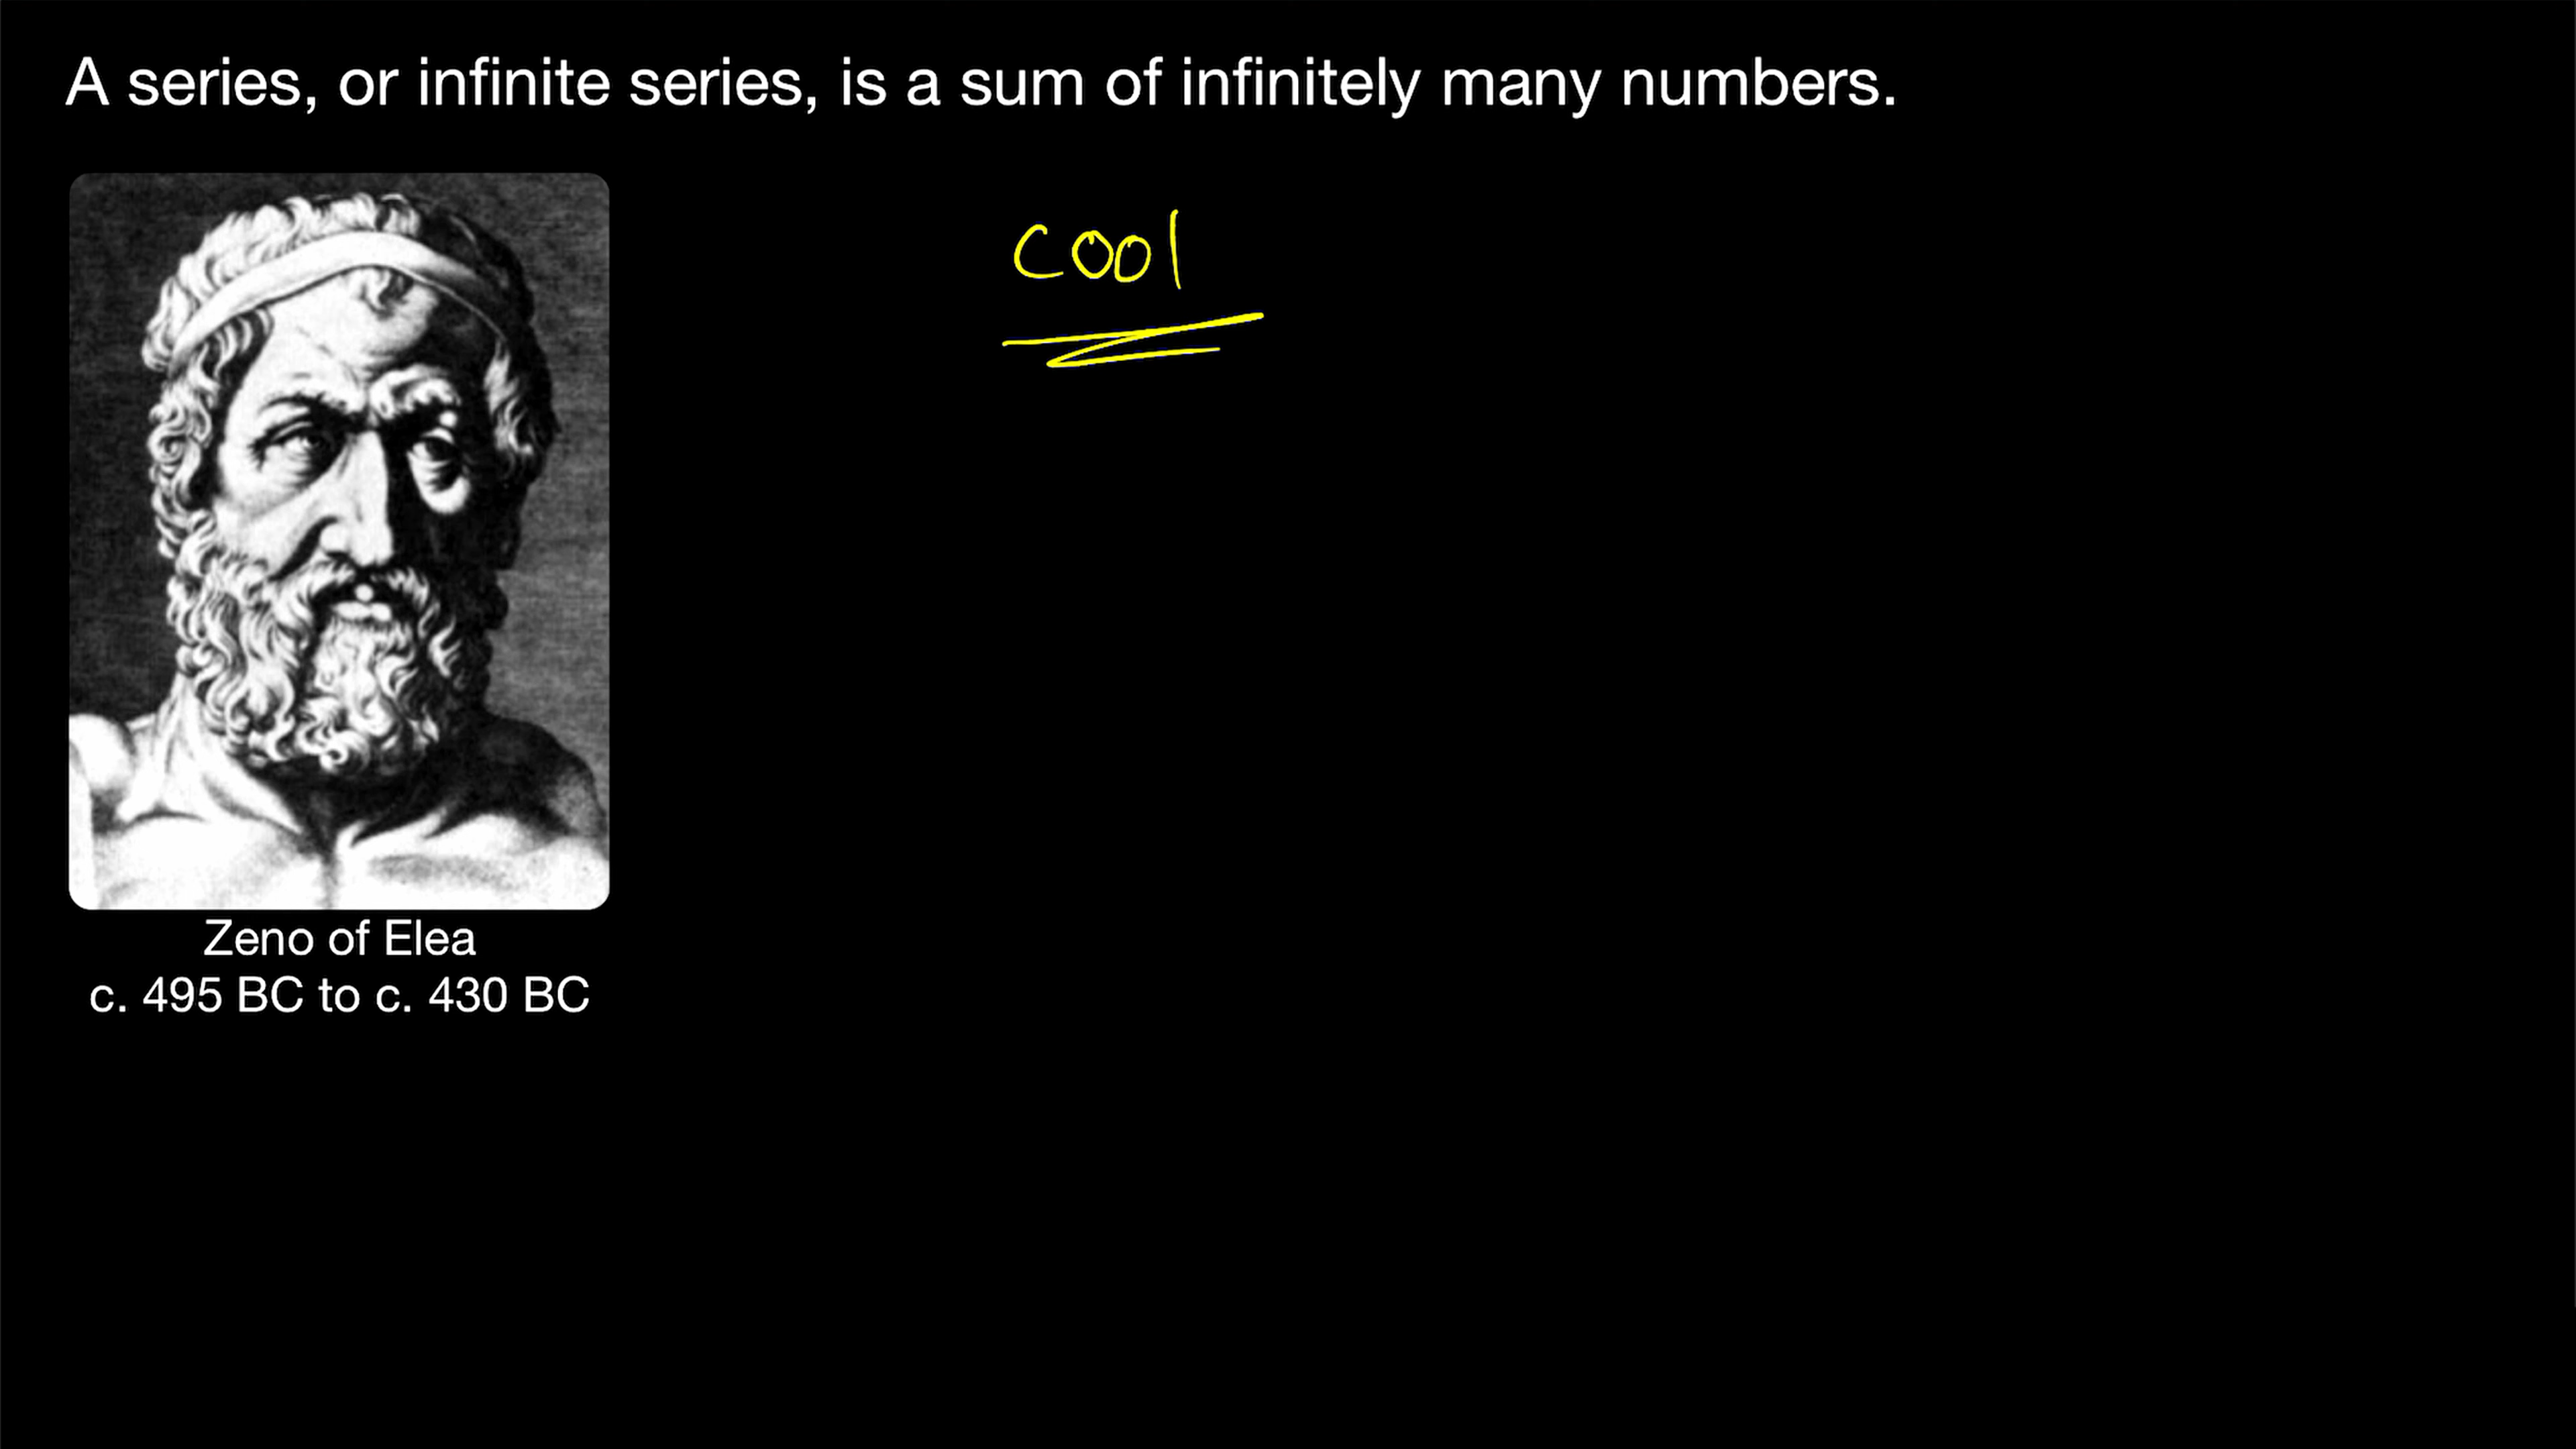 A series, or infinite series, is a sum of infinitely many numbers.
cool
Zeno of Elea
c. 495 BC to c. 430 BC